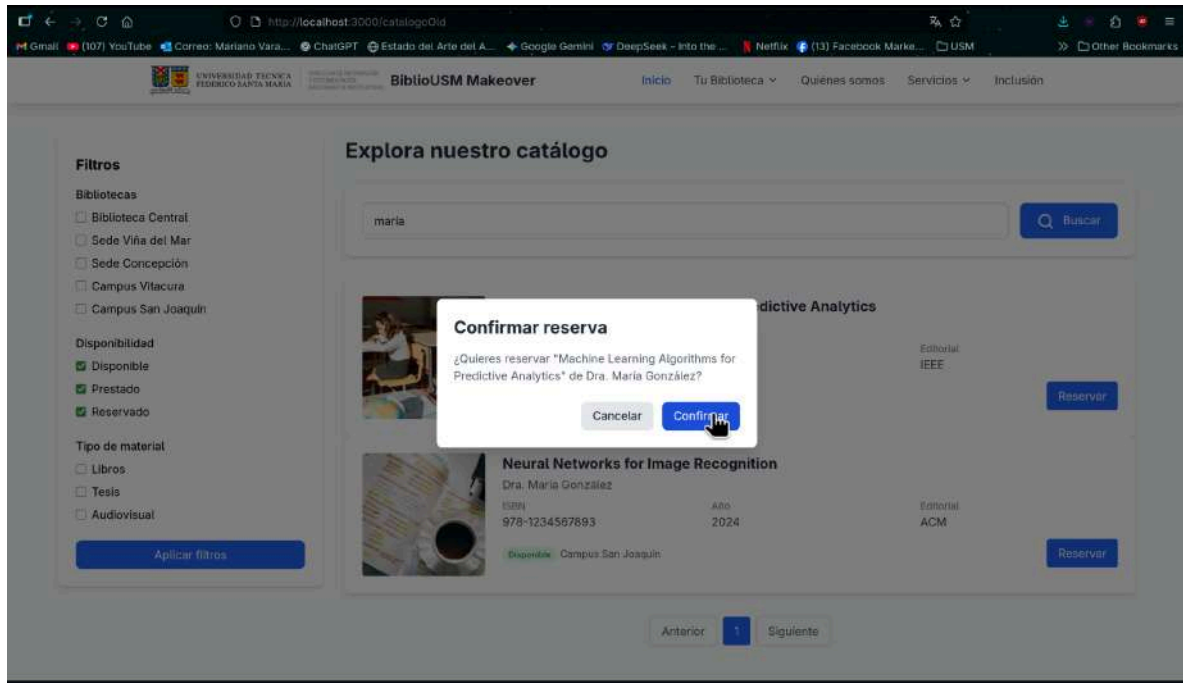 http://localhost:3000/catalogoOld
Gmail
(107) YouTube
Correo: Mariano Vara...
ChatGPT
Estado del Arte del A...
Google Gemini
DeepSeek - Into the ...
Netflix
(13) Facebook Marke...
USM
Other Bookmarks
UNIVERSIDAD TECNICA
FEDERICO SANTA MARIA
BiblioUSM Makeover
Inicio
Tu Biblioteca
Quiénes somos
Servicios
Inclusión
Filtros
Bibliotecas
Biblioteca Central
Sede Viña del Mar
Sede Concepción
Campus Vitacura
Campus San Joaquín
Disponibilidad
Disponible
Prestado
Reservado
Tipo de material
Libros
Tesis
Audiovisual
Aplicar filtros
Explora nuestro catálogo
maria
Buscar
Analytics
Editorial
IEEE
Reservar
Confirmar reserva
¿Quieres reservar "Machine Learning Algorithms for
Predictive Analytics" de Dra. María González?
Cancelar
Confirmar
Neural Networks for Image Recognition
Dra. María González
ISBN
978-1234567893
Año
2024
Editorial
ACM
Disponible
Campus San Joaquín
Reservar
Anterior
1
Siguiente